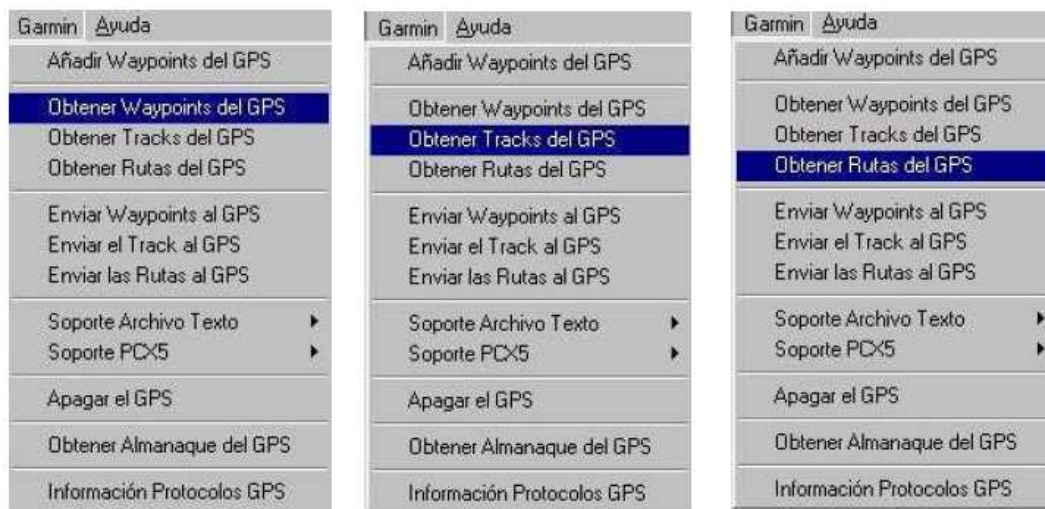 Garmin Ayuda
Añadir Waypoints del GPS
Obtener Waypoints del GPS
Obtener Tracks del GPS
Obtener Rutas del GPS
Enviar Waypoints al GPS
Enviar el Track al GPS
Enviar las Rutas al GPS
Soporte Archivo Texto
Soporte PCX5
Apagar el GPS
Obtener Almanaque del GPS
Información Protocolos GPS
Garmin Ayuda
Añadir Waypoints del GPS
Obtener Waypoints del GPS
Obtener Tracks del GPS
Obtener Rutas del GPS
Enviar Waypoints al GPS
Enviar el Track al GPS
Enviar las Rutas al GPS
Soporte Archivo Texto
Soporte PCX5
Apagar el GPS
Obtener Almanaque del GPS
Información Protocolos GPS
Garmin Ayuda
Añadir Waypoints del GPS
Obtener Waypoints del GPS
Obtener Tracks del GPS
Obtener Rutas del GPS
Enviar Waypoints al GPS
Enviar el Track al GPS
Enviar las Rutas al GPS
Soporte Archivo Texto
Soporte PCX5
Apagar el GPS
Obtener Almanaque del GPS
Información Protocolos GPS